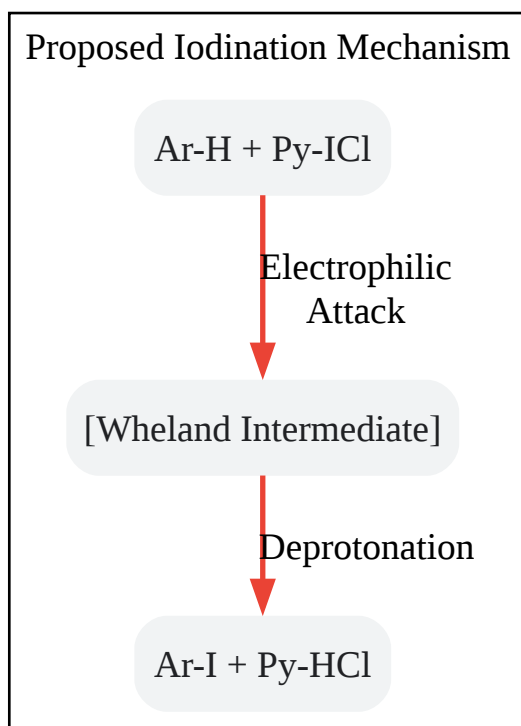 Proposed Iodination Mechanism
Ar-H + Py-ICl
Electrophilic
Attack
[Wheland Intermediate]
Deprotonation
Ar-I + Py-HCl